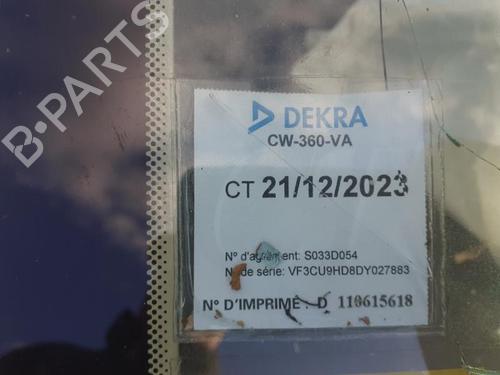 B-PARTS
DEKRA
CW-360-VA
CT 21/12/2023
N° d'agrément: S033D054
N° de série: VF3CU9HD8DY027883
N° D'IMPRIMÉ : D 110615618